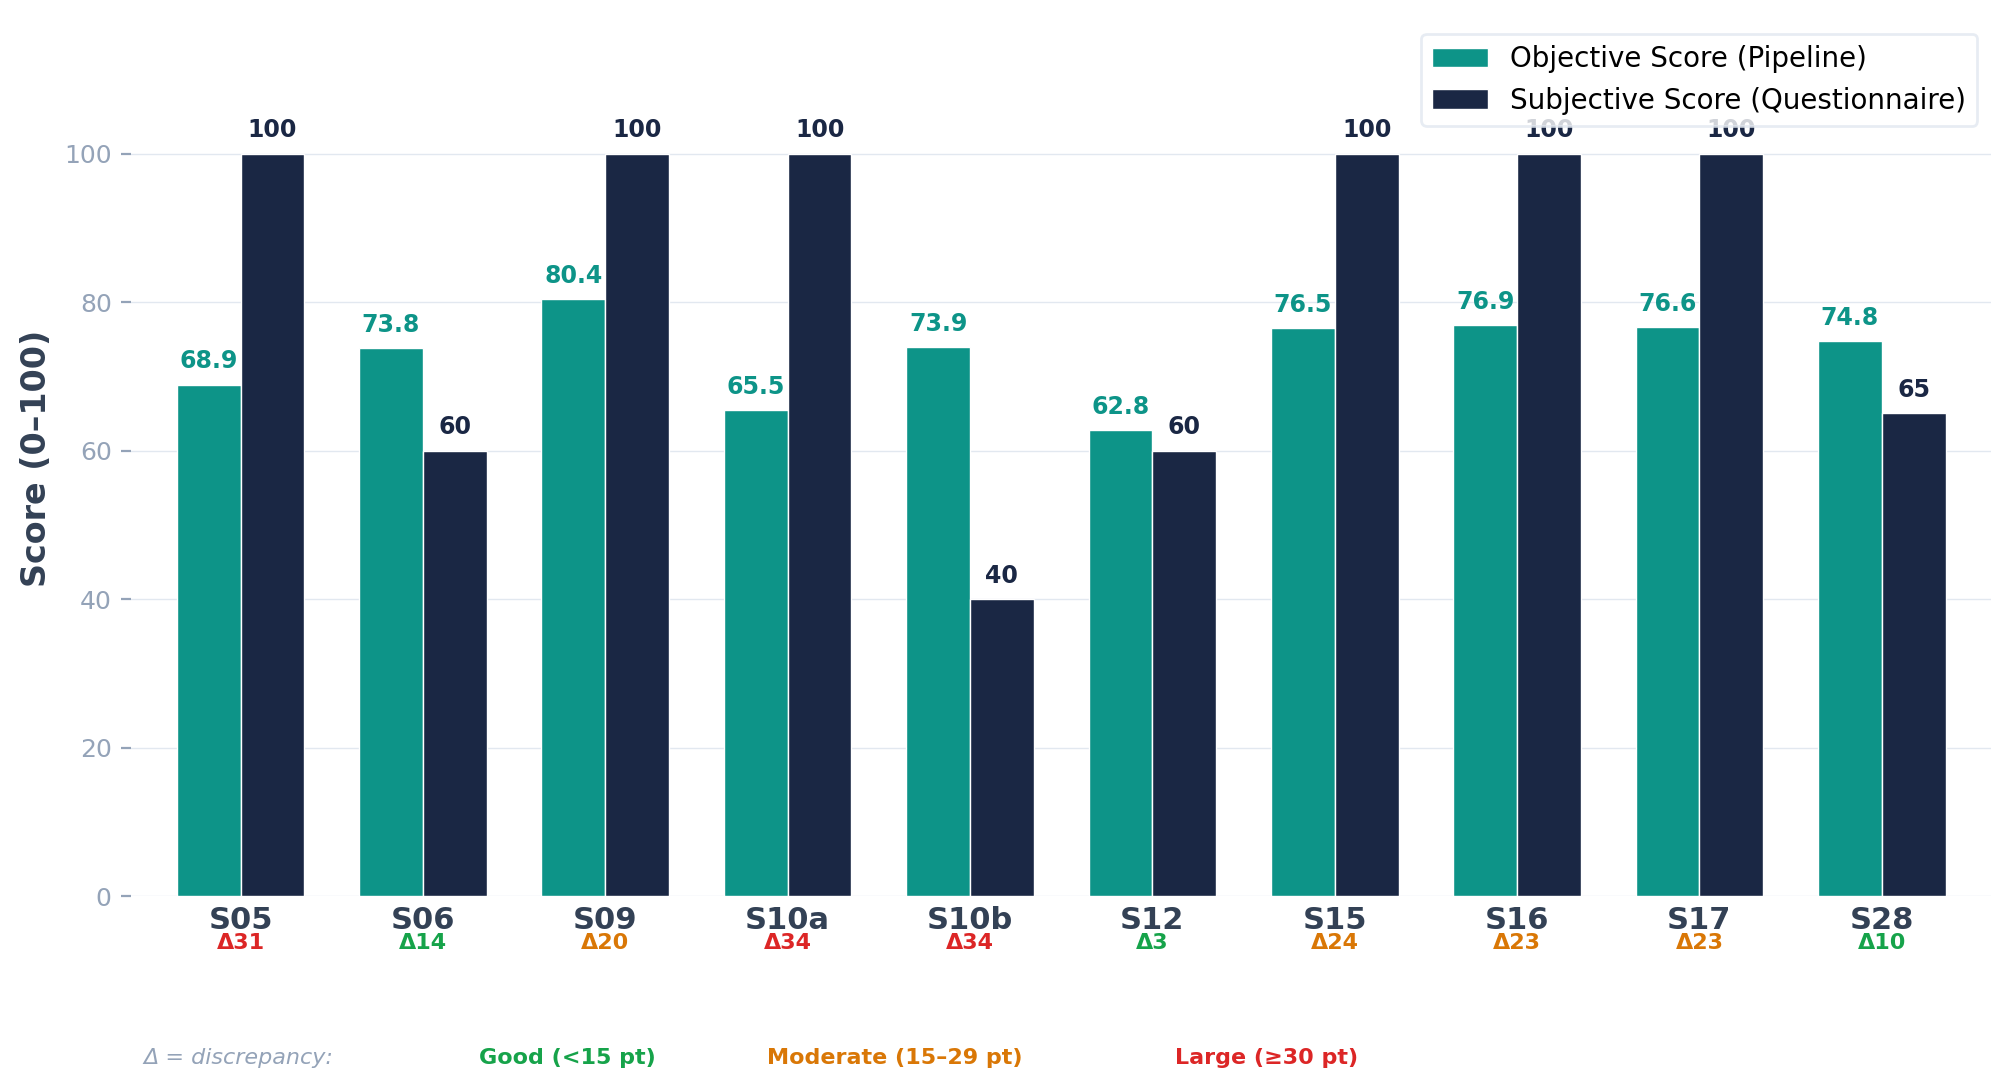 Objective Score (Pipeline)
Subjective Score (Questionnaire)
100 100 100 100 100 100
100
80.4
80
76.5 76.9 76.6 74.8
73.8 73.9
68.9 65.5 62.8 65
60 60
60
40
40
20
0
Score (0–100)
S05 S06 S09 S10a S10b S12 S15 S16 S17 S28
Δ31 Δ14 Δ20 Δ34 Δ34 Δ3 Δ24 Δ23 Δ23 Δ10
Δ = discrepancy: Good (<15 pt) Moderate (15–29 pt) Large (≥30 pt)